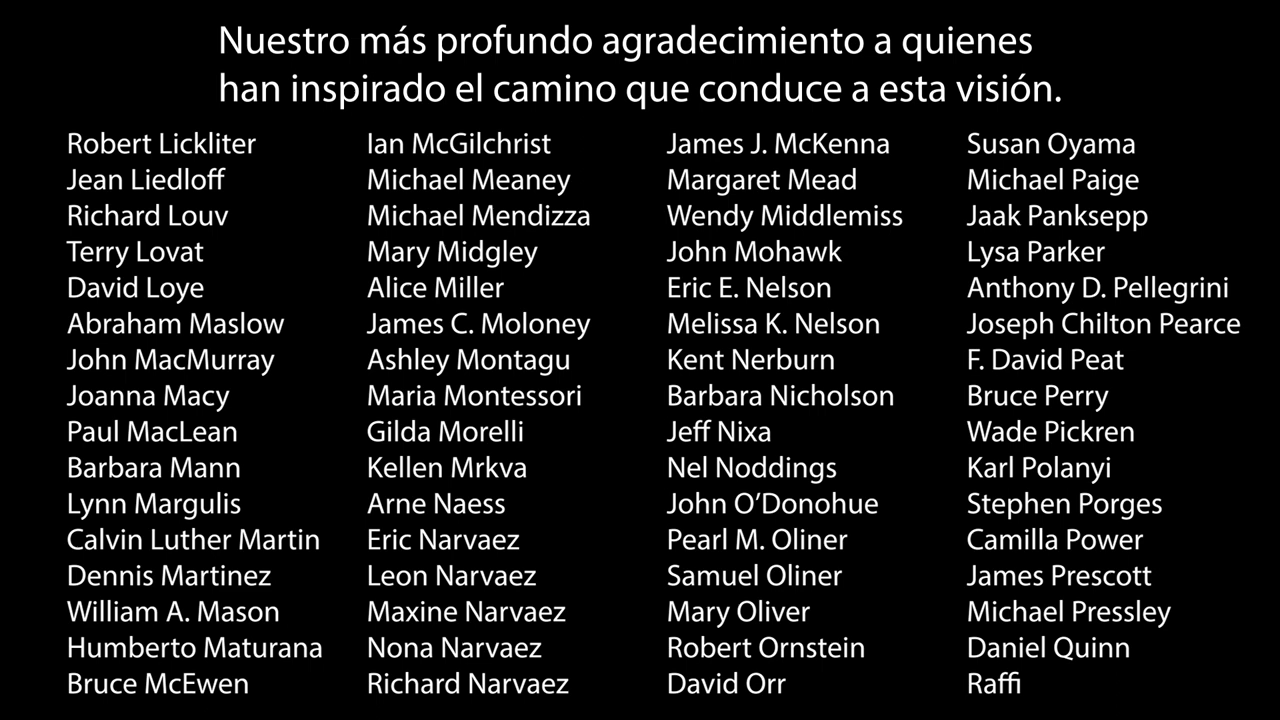 Nuestro más profundo agradecimiento a quienes
han inspirado el camino que conduce a esta visión.
Robert Lickliter
Jean Liedloff
Richard Louv
Terry Lovat
David Loye
Abraham Maslow
John MacMurray
Joanna Macy
Paul MacLean
Barbara Mann
Lynn Margulis
Calvin Luther Martin
Dennis Martinez
William A. Mason
Humberto Maturana
Bruce McEwen
Ian McGilchrist
Michael Meaney
Michael Mendizza
Mary Midgley
Alice Miller
James C. Moloney
Ashley Montagu
Maria Montessori
Gilda Morelli
Kellen Mrkva
Arne Naess
Eric Narvaez
Leon Narvaez
Maxine Narvaez
Nona Narvaez
Richard Narvaez
James J. McKenna
Margaret Mead
Wendy Middlemiss
John Mohawk
Eric E. Nelson
Melissa K. Nelson
Kent Nerburn
Barbara Nicholson
Jeff Nixa
Nel Noddings
John O’Donohue
Pearl M. Oliner
Samuel Oliner
Mary Oliver
Robert Ornstein
David Orr
Susan Oyama
Michael Paige
Jaak Panksepp
Lysa Parker
Anthony D. Pellegrini
Joseph Chilton Pearce
F. David Peat
Bruce Perry
Wade Pickren
Karl Polanyi
Stephen Porges
Camilla Power
James Prescott
Michael Pressley
Daniel Quinn
Raffi